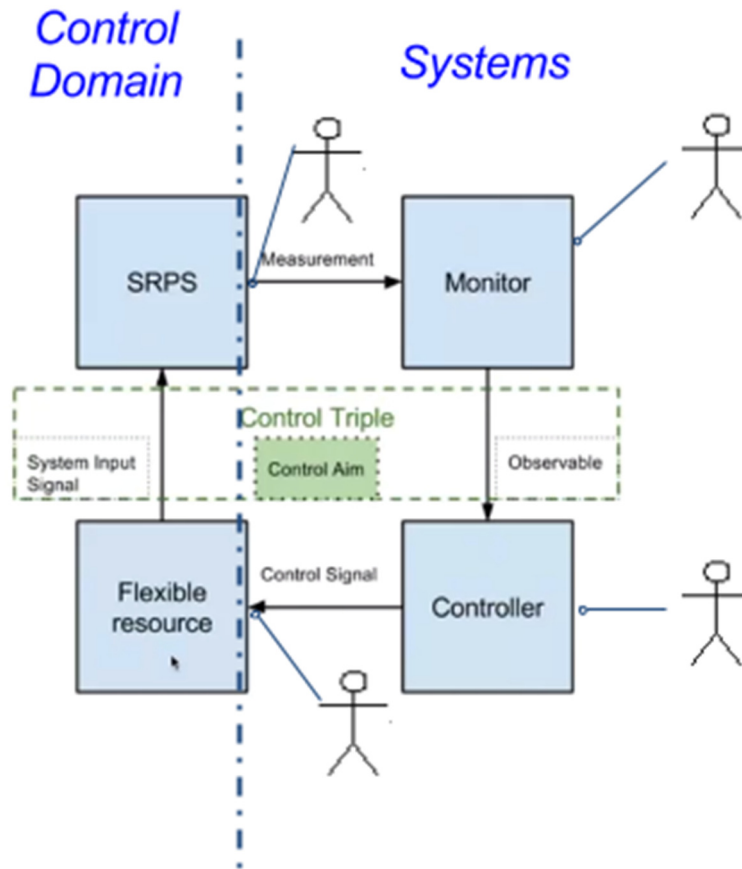 Control
Domain
Systems
SRPS
Measurement
Monitor
Control Triple
System Input
Signal
Control Aim
Observable
Flexible
resource
Control Signal
Controller